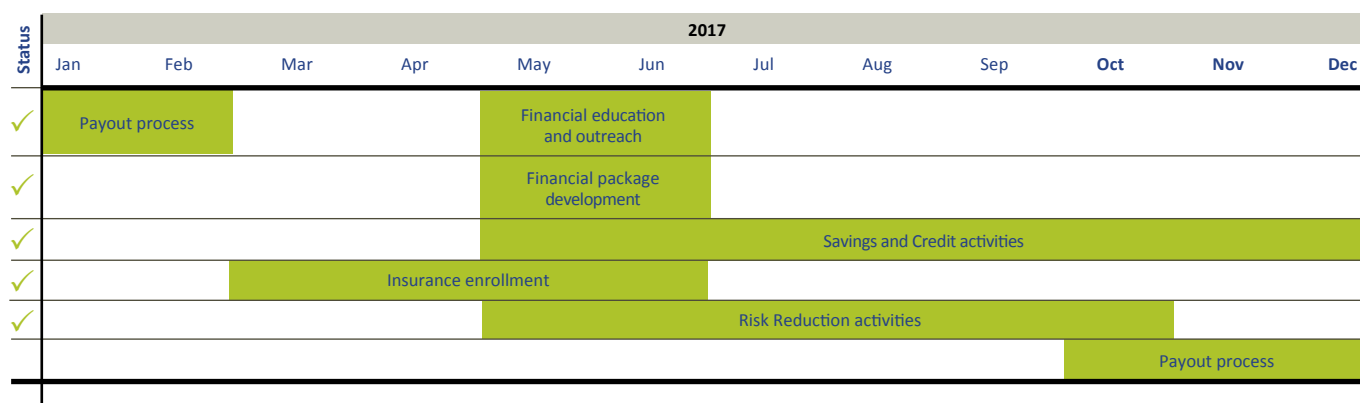 Status
2017
Jan Feb Mar Apr May Jun Jul Aug Sep Oct Nov Dec
Payout process
Financial education
and outreach
Financial package
development
Savings and Credit activities
Insurance enrollment
Risk Reduction activities
Payout process